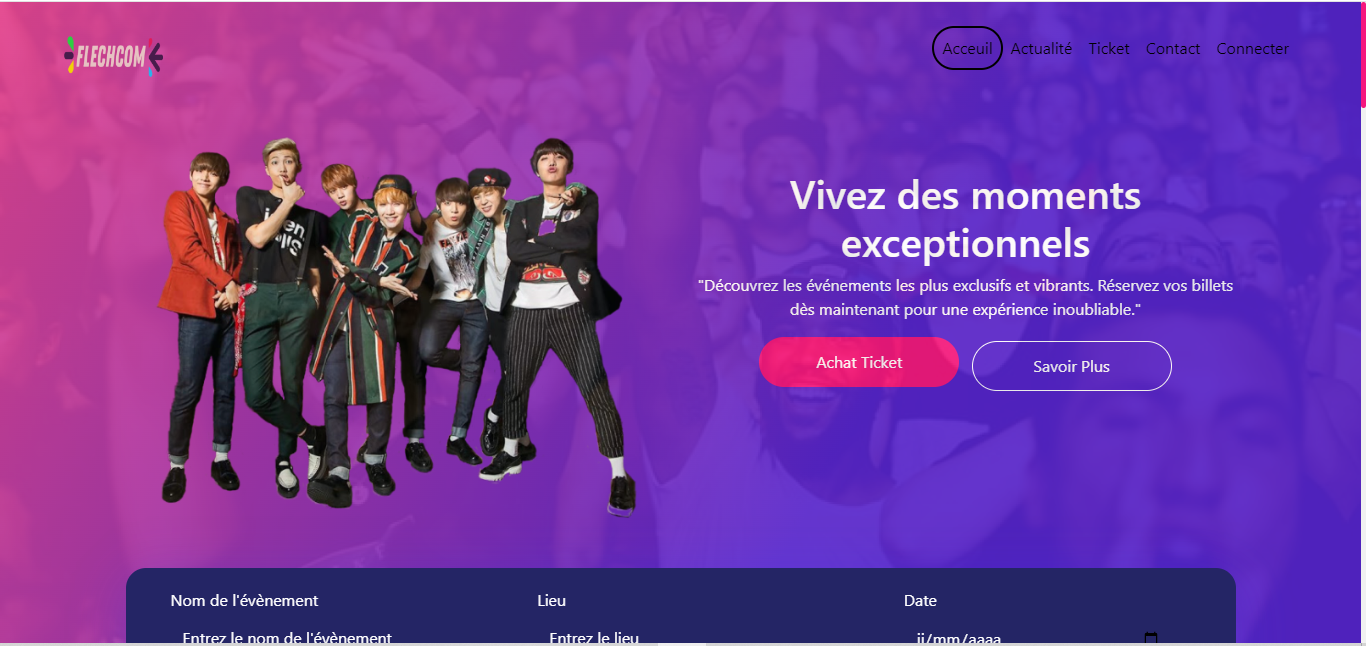 FLECHCOM
Acceuil Actualité Ticket Contact Connecter
Vivez des moments
exceptionnels
"Découvrez les événements les plus exclusifs et vibrants. Réservez vos billets
dès maintenant pour une expérience inoubliable."
Achat Ticket Savoir Plus
Nom de l'évènement Lieu Date
Entrez le nom de l'évènement Entrez le lieu jj/mm/aaaa